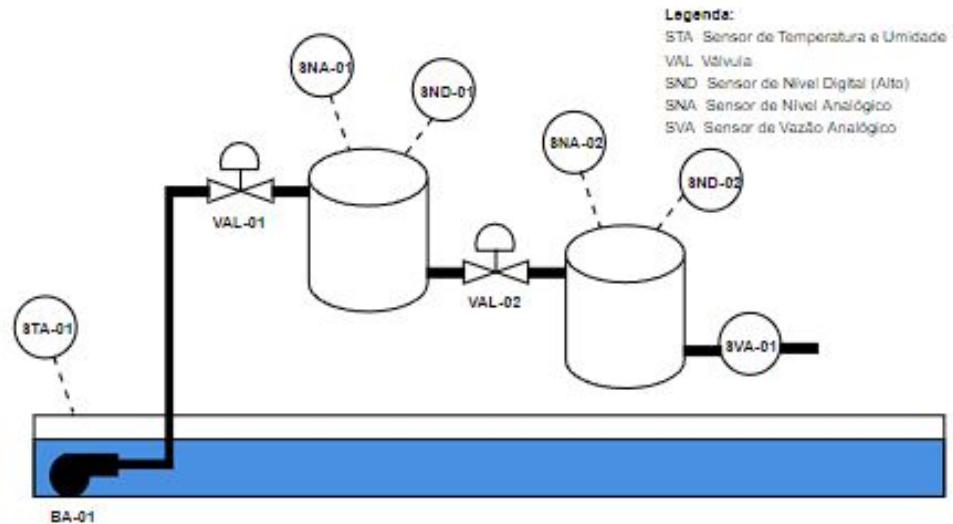 Legenda:
STA Sensor de Temperatura e Umidade
VAL Válvula
SND Sensor de Nível Digital (Alto)
SNA Sensor de Nível Analógico
SVA Sensor de Vazão Analógico
SNA-01
SND-01
SNA-02
SND-02
VAL-01
VAL-02
STA-01
SVA-01
BA-01